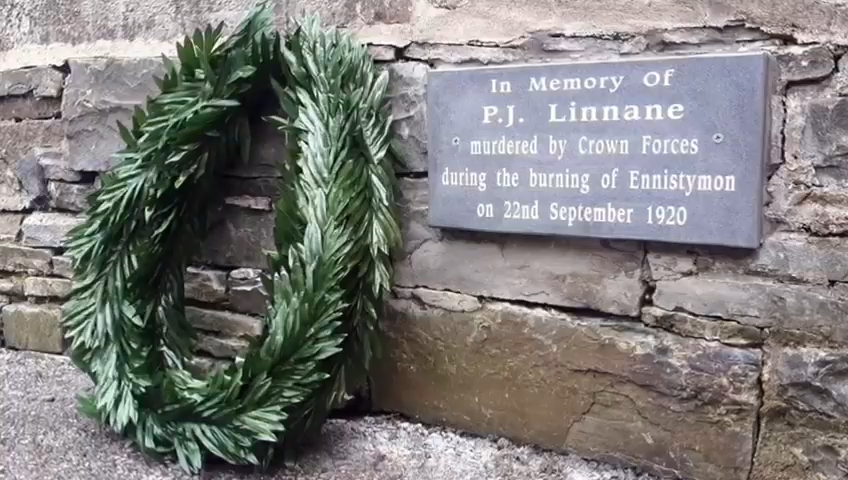 In Memory Of
P.J. Linnane
murdered by Crown Forces
during the burning of Ennistymon
on 22nd September 1920